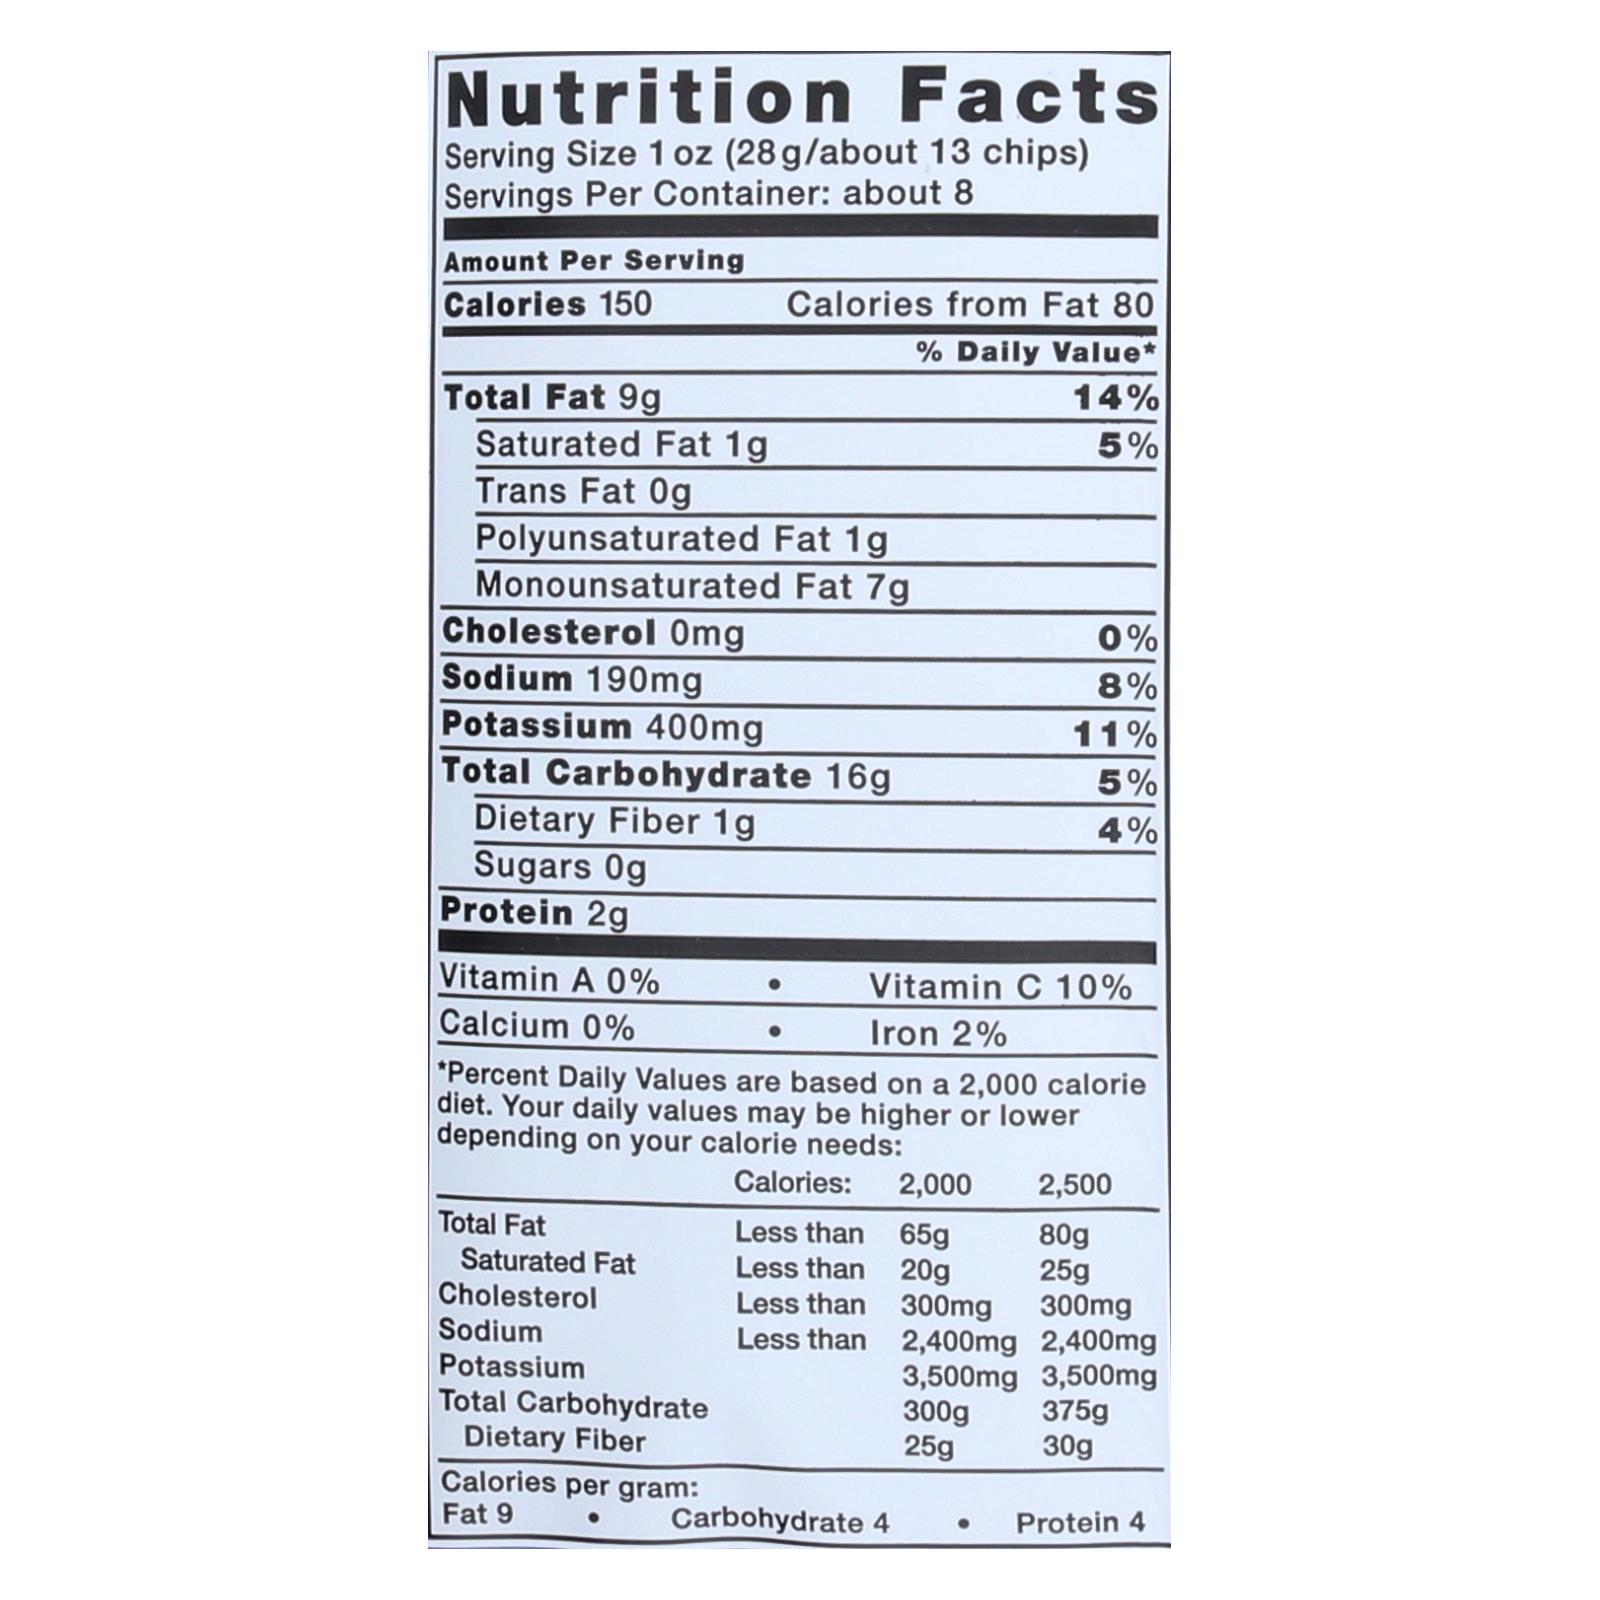 Nutrition Facts
Serving Size 1 oz (28g/about 13 chips)
Servings Per Container: about 8
Amount Per Serving
Calories 150 Calories from Fat 80
% Daily Value*
Total Fat 9g 14%
Saturated Fat 1g 5%
Trans Fat 0g
Polyunsaturated Fat 1g
Monounsaturated Fat 7g
Cholesterol 0mg 0%
Sodium 190mg 8%
Potassium 400mg 11%
Total Carbohydrate 16g 5%
Dietary Fiber 1g 4%
Sugars 0g
Protein 2g
Vitamin A 0% • Vitamin C 10%
Calcium 0% • Iron 2%
*Percent Daily Values are based on a 2,000 calorie
diet. Your daily values may be higher or lower
depending on your calorie needs:
Calories: 2,000 2,500
Total Fat Less than 65g 80g
Saturated Fat Less than 20g 25g
Cholesterol Less than 300mg 300mg
Sodium Less than 2,400mg 2,400mg
Potassium 3,500mg 3,500mg
Total Carbohydrate 300g 375g
Dietary Fiber 25g 30g
Calories per gram:
Fat 9 • Carbohydrate 4 • Protein 4